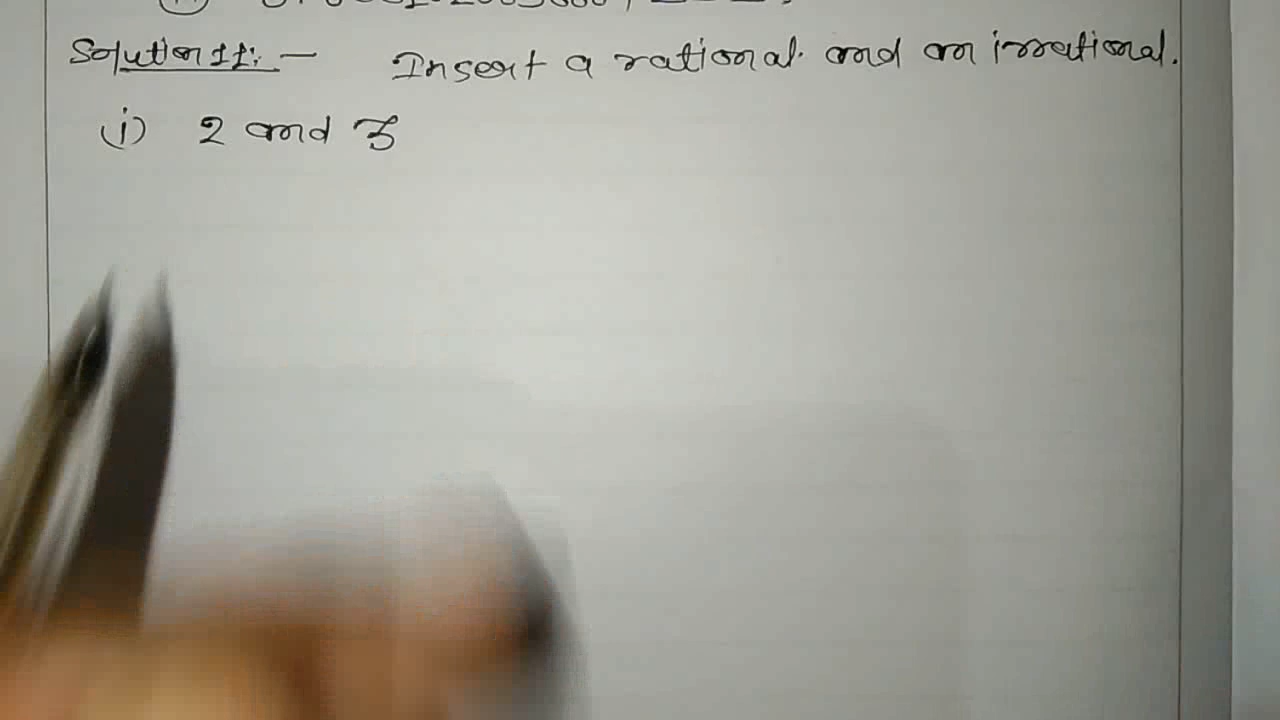 Solution 11:- Insert a rational and an irrational.
(i) 2 and 3